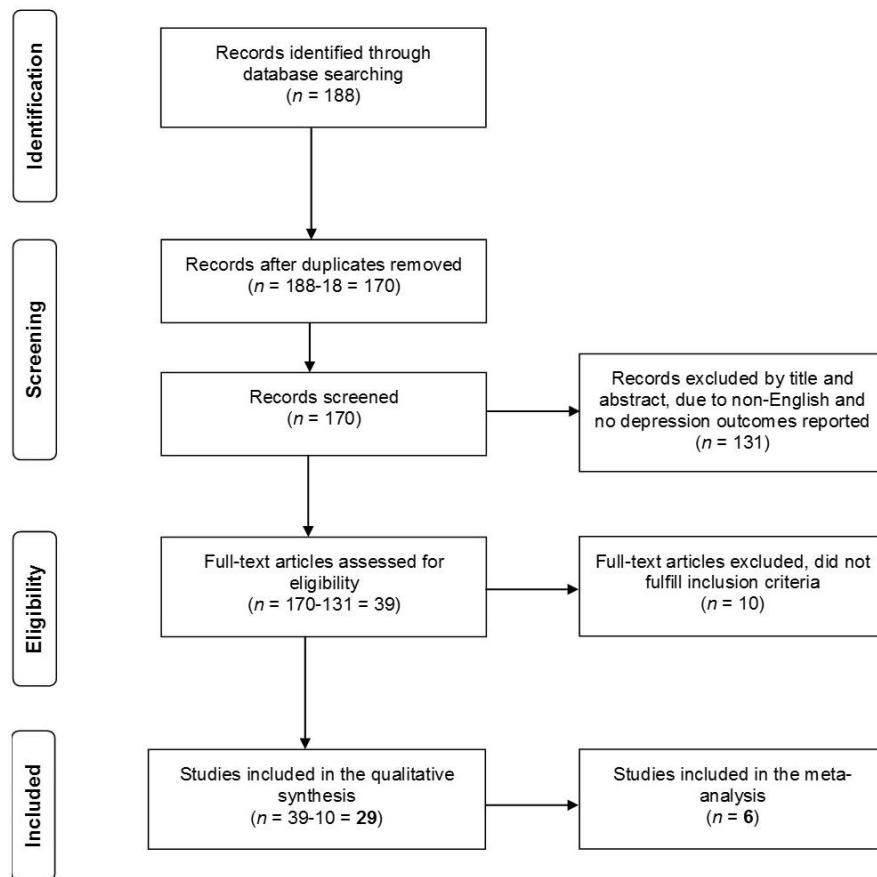 Identification
Records identified through
database searching
(n = 188)
Screening
Records after duplicates removed
(n = 188-18 = 170)
Records screened
(n = 170)
Records excluded by title and
abstract, due to non-English and
no depression outcomes reported
(n = 131)
Eligibility
Full-text articles assessed for
eligibility
(n = 170-131 = 39)
Full-text articles excluded, did not
fulfill inclusion criteria
(n = 10)
Included
Studies included in the qualitative
synthesis
(n = 39-10 = 29)
Studies included in the meta-
analysis
(n = 6)